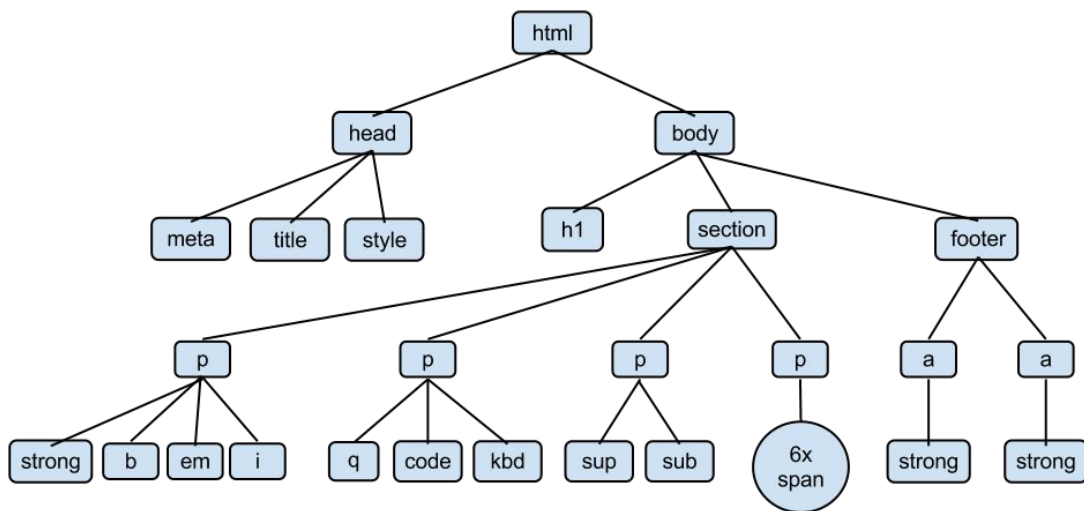 html
head
body
meta
title
style
h1
section
footer
p
p
p
p
a
a
strong
b
em
i
q
code
kbd
sup
sub
6x
span
strong
strong